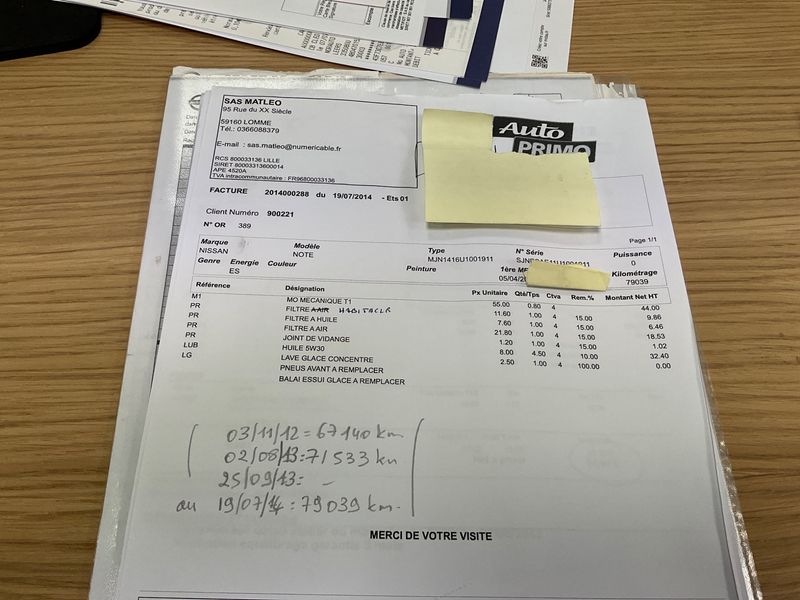 SAS MATLEO
95 Rue du XX Siècle
59160 LOMME
Tél.: 0366088379
E-mail : sas.matleo@numericable.fr
RCS 800033136 LILLE
SIRET 80003313600014
APE 4520A
TVA intracommunautaire : FR96800033136
Auto
PRIMO
FACTURE 2014000288 du 19/07/2014 - Ets 01
Client Numéro 900221
N° OR 389
Page 1/1
Marque Modèle Type N° Série Puissance
NISSAN NOTE MJN1416U1001911 0
Genre Energie Couleur Peinture 1ère Kilométrage
ES 05/04/ 79039
Référence Désignation Px Unitaire Qté/Tps Ctva Rem.% Montant Net HT
M1 MO MECANIQUE T1 55.00 0.80 4 44.00
PR FILTRE A AIR HABITACLE 11.60 1.00 4 15.00 9.86
PR FILTRE A HUILE 7.60 1.00 4 15.00 6.46
PR FILTRE A AIR 21.80 1.00 4 15.00 18.53
PR JOINT DE VIDANGE 1.20 1.00 4 15.00 1.02
LUB HUILE 5W30 8.00 4.50 4 10.00 32.40
LG LAVE GLACE CONCENTRE 2.50 1.00 4 100.00 0.00
PNEUS AVANT A REMPLACER
BALAI ESSUI GLACE A REMPLACER
03/11/12 = 67140 km
02/08/13 = 71533 km
25/09/13 = -
au 19/07/14 = 79039 km.
MERCI DE VOTRE VISITE